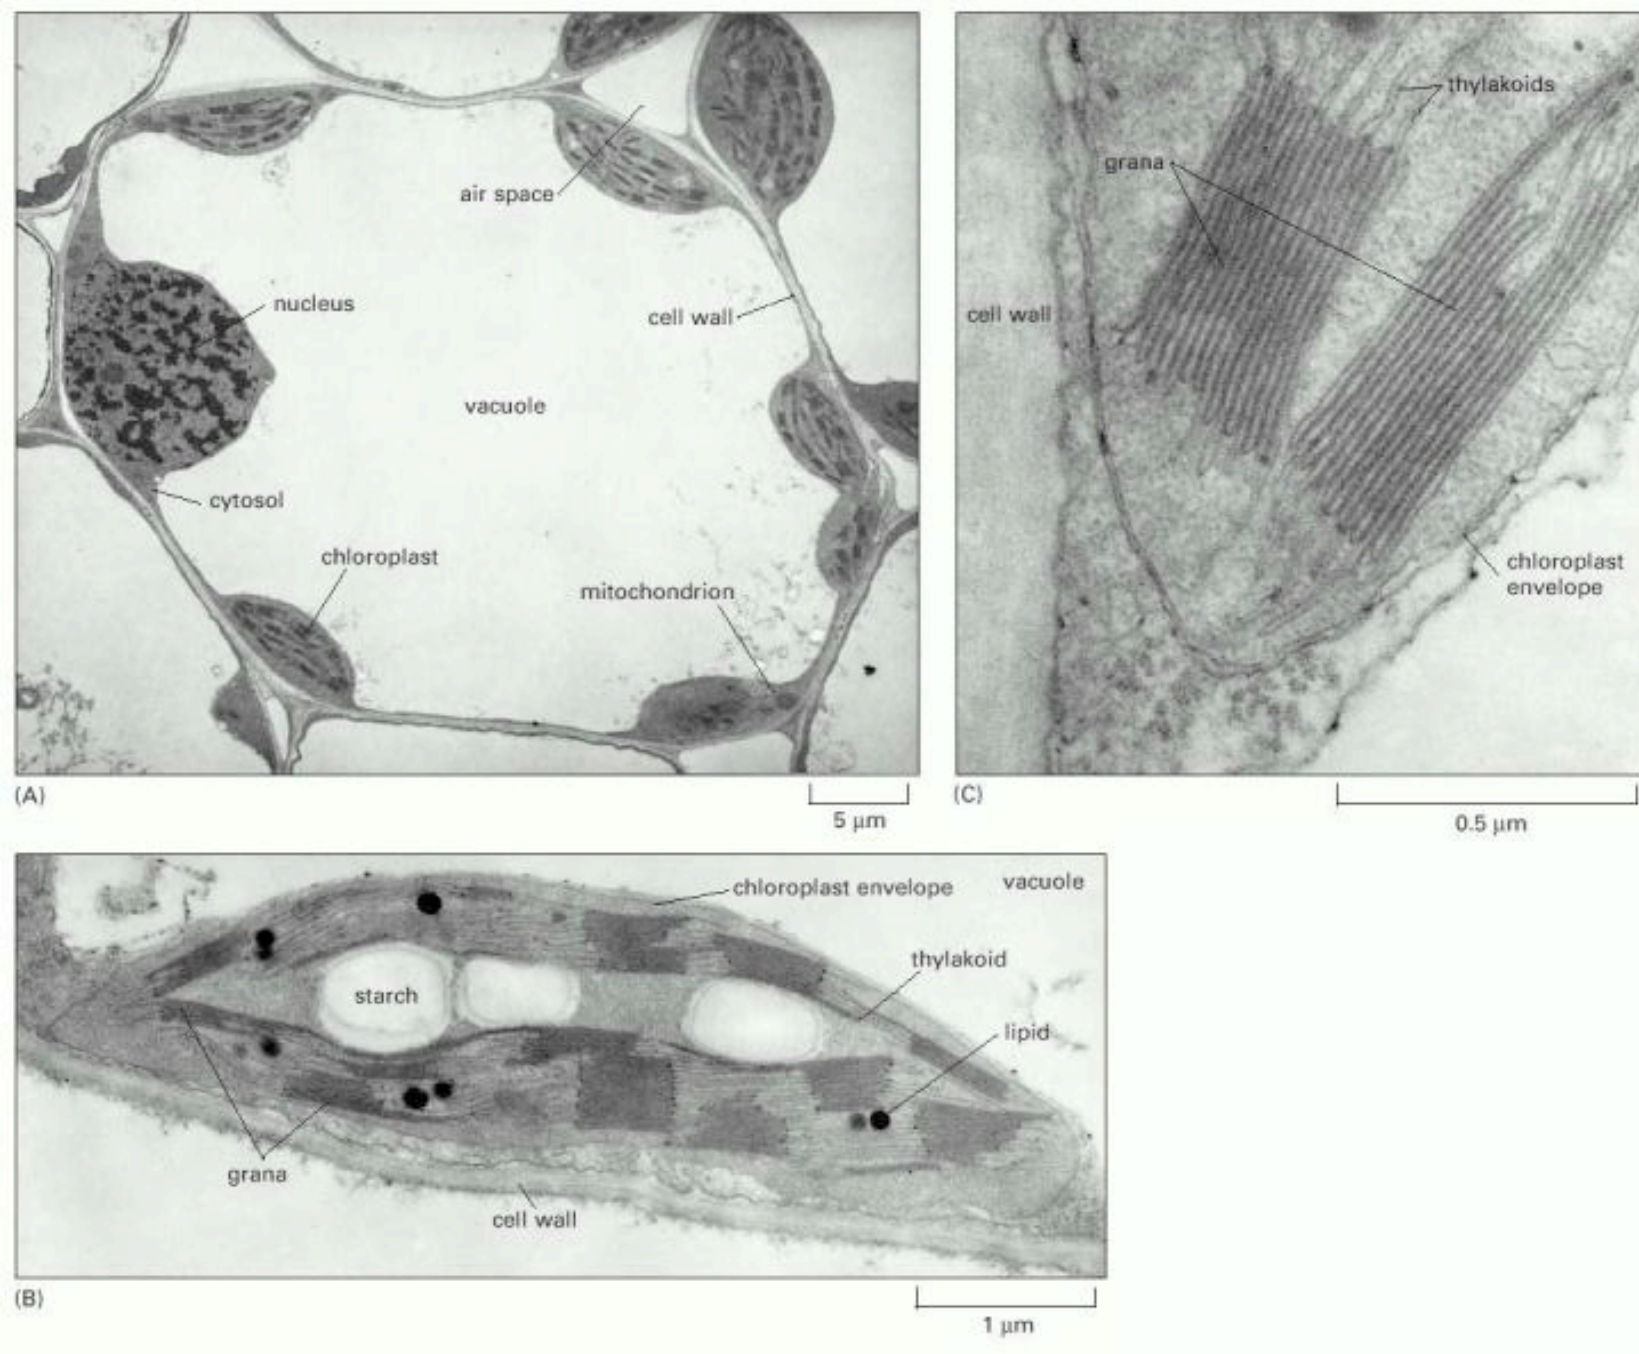 air space
nucleus
cell wall
vacuole
cytosol
chloroplast
mitochondrion
(A)
5 µm
thylakoids
grana
cell wall
chloroplast
envelope
(C)
0.5 µm
chloroplast envelope
vacuole
thylakoid
starch
lipid
grana
cell wall
(B)
1 µm